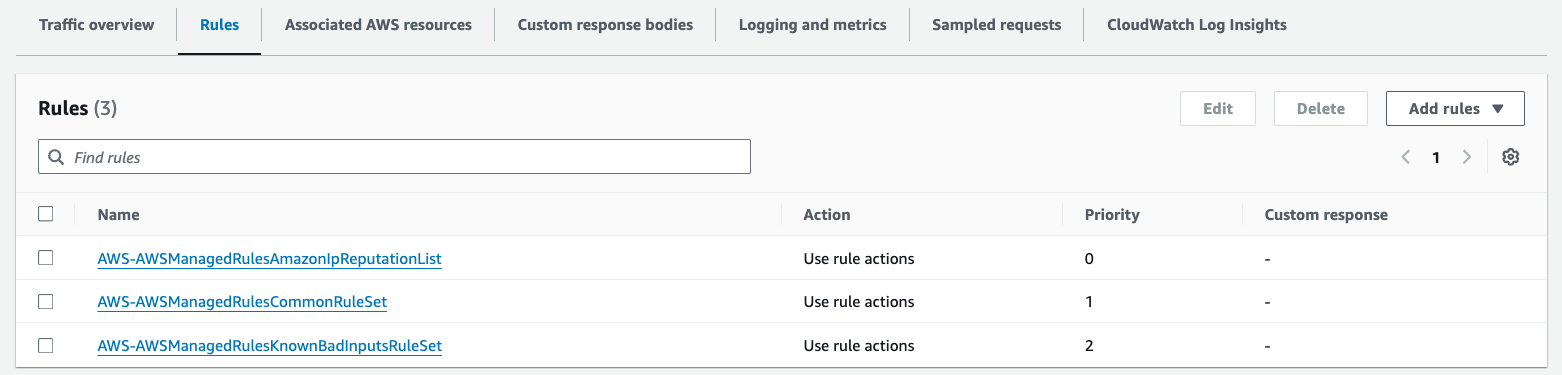 Traffic overview Rules Associated AWS resources Custom response bodies Logging and metrics Sampled requests CloudWatch Log Insights
Rules (3) Edit Delete Add rules
Find rules 1
Name Action Priority Custom response
AWS-AWSManagedRulesAmazonIpReputationList Use rule actions 0 -
AWS-AWSManagedRulesCommonRuleSet Use rule actions 1 -
AWS-AWSManagedRulesKnownBadInputsRuleSet Use rule actions 2 -